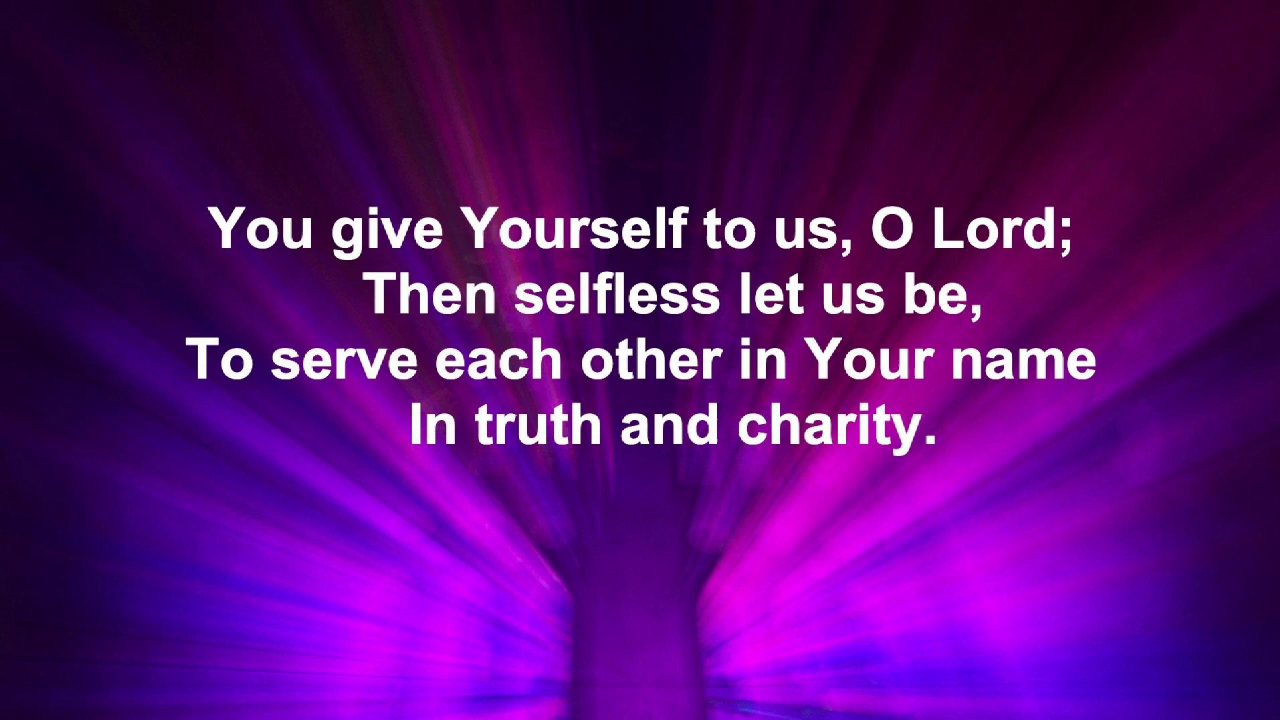 You give Yourself to us, O Lord;
Then selfless let us be,
To serve each other in Your name
In truth and charity.